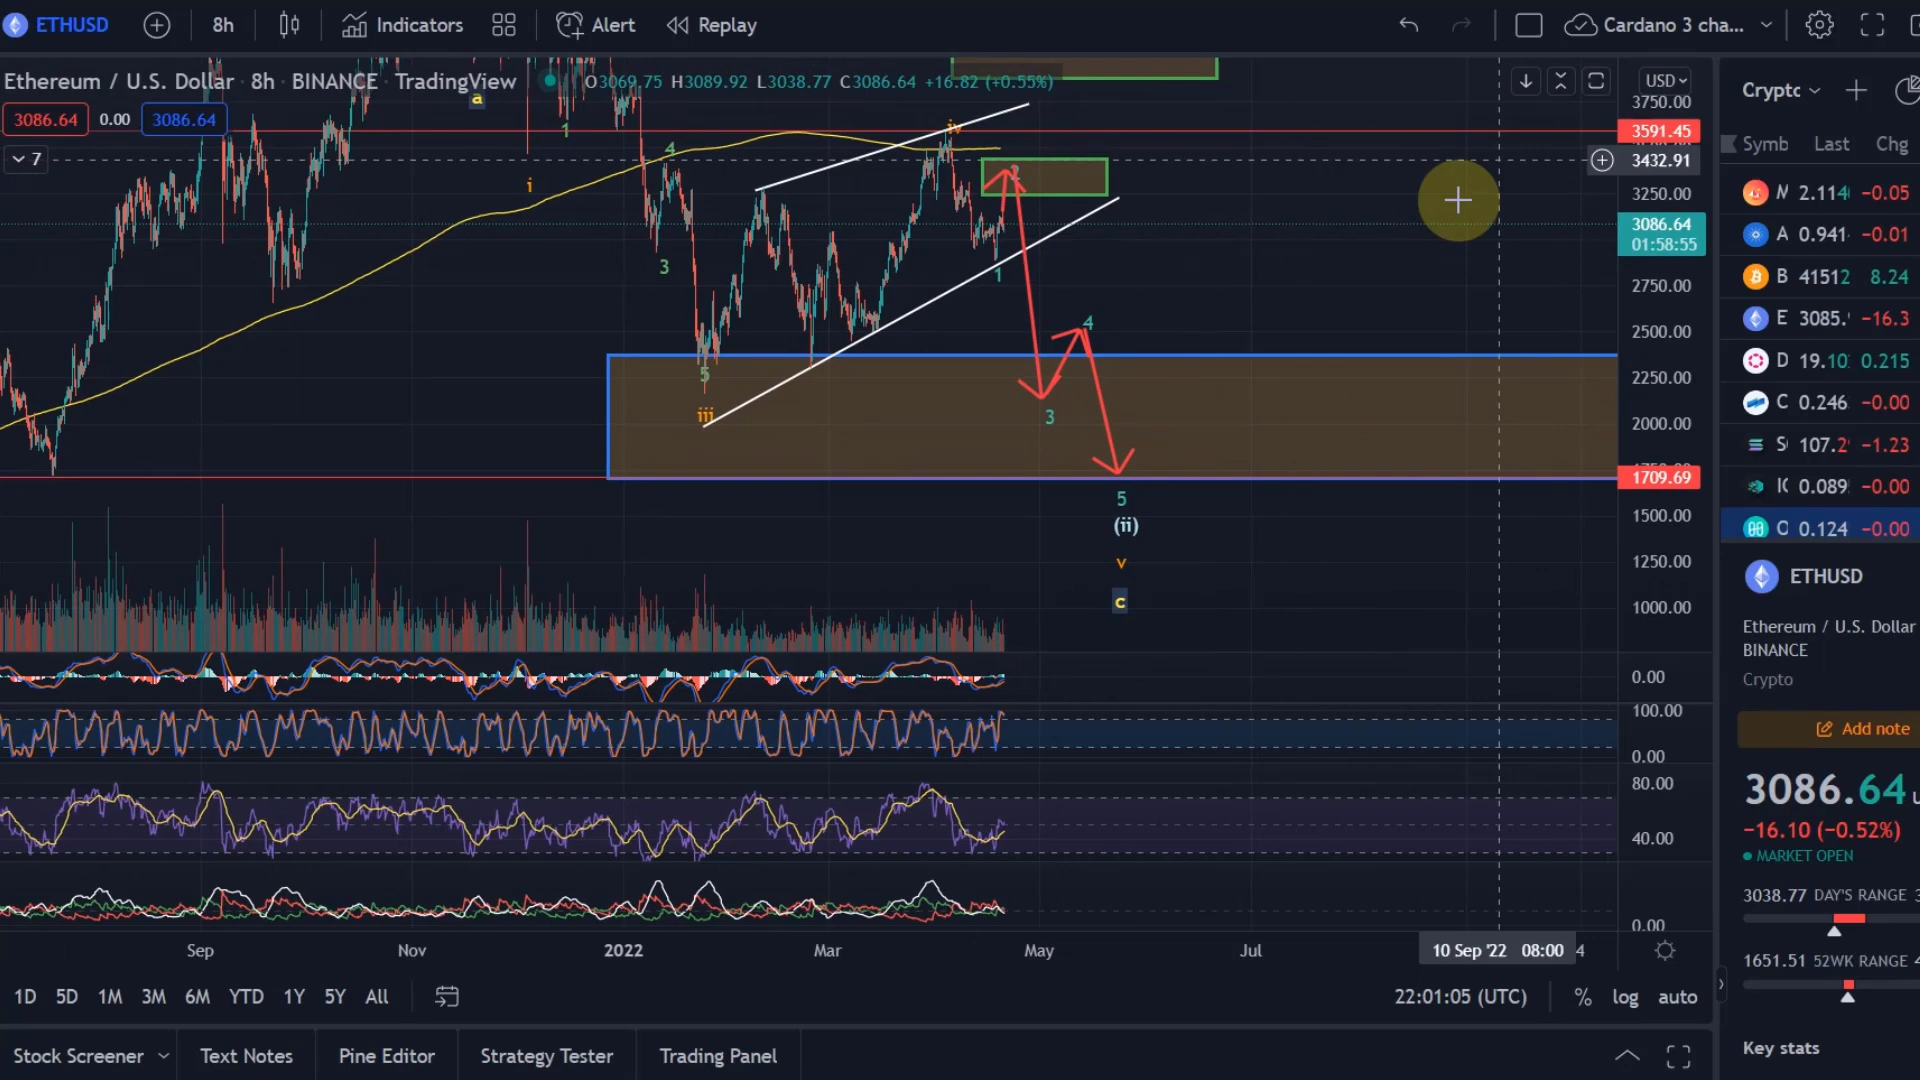 ETHUSD 8h Indicators Alert Replay Cardano 3 cha...
Ethereum / U.S. Dollar · 8h · BINANCE · TradingView O3069.75 H3089.92 L3038.77 C3086.64 +16.82 (+0.55%)
3086.64 0.00 3086.64
7
a
1
i
4
3
5
iii
iv
2
1
4
3
5
(ii)
v
c
USD
3750.00
3591.45
3432.91
3250.00
3086.64
01:58:55
2750.00
2500.00
2250.00
2000.00
1709.69
1500.00
1250.00
1000.00
0.00
100.00
0.00
80.00
40.00
0.00
Sep Nov 2022 Mar May Jul 10 Sep '22 08:00 4
1D 5D 1M 3M 6M YTD 1Y 5Y All 22:01:05 (UTC) % log auto
Stock Screener Text Notes Pine Editor Strategy Tester Trading Panel
Crypto
Symb Last Chg
M 2.114 −0.05
A 0.941 −0.01
B 41512 8.24
E 3085. −16.3
D 19.10 0.215
C 0.246 −0.00
S 107.2 −1.23
IC 0.089 −0.00
O 0.124 −0.00
ETHUSD
Ethereum / U.S. Dollar
BINANCE
Crypto
Add note
3086.64
−16.10 (−0.52%)
MARKET OPEN
3038.77 DAY'S RANGE 3
1651.51 52WK RANGE 4
Key stats